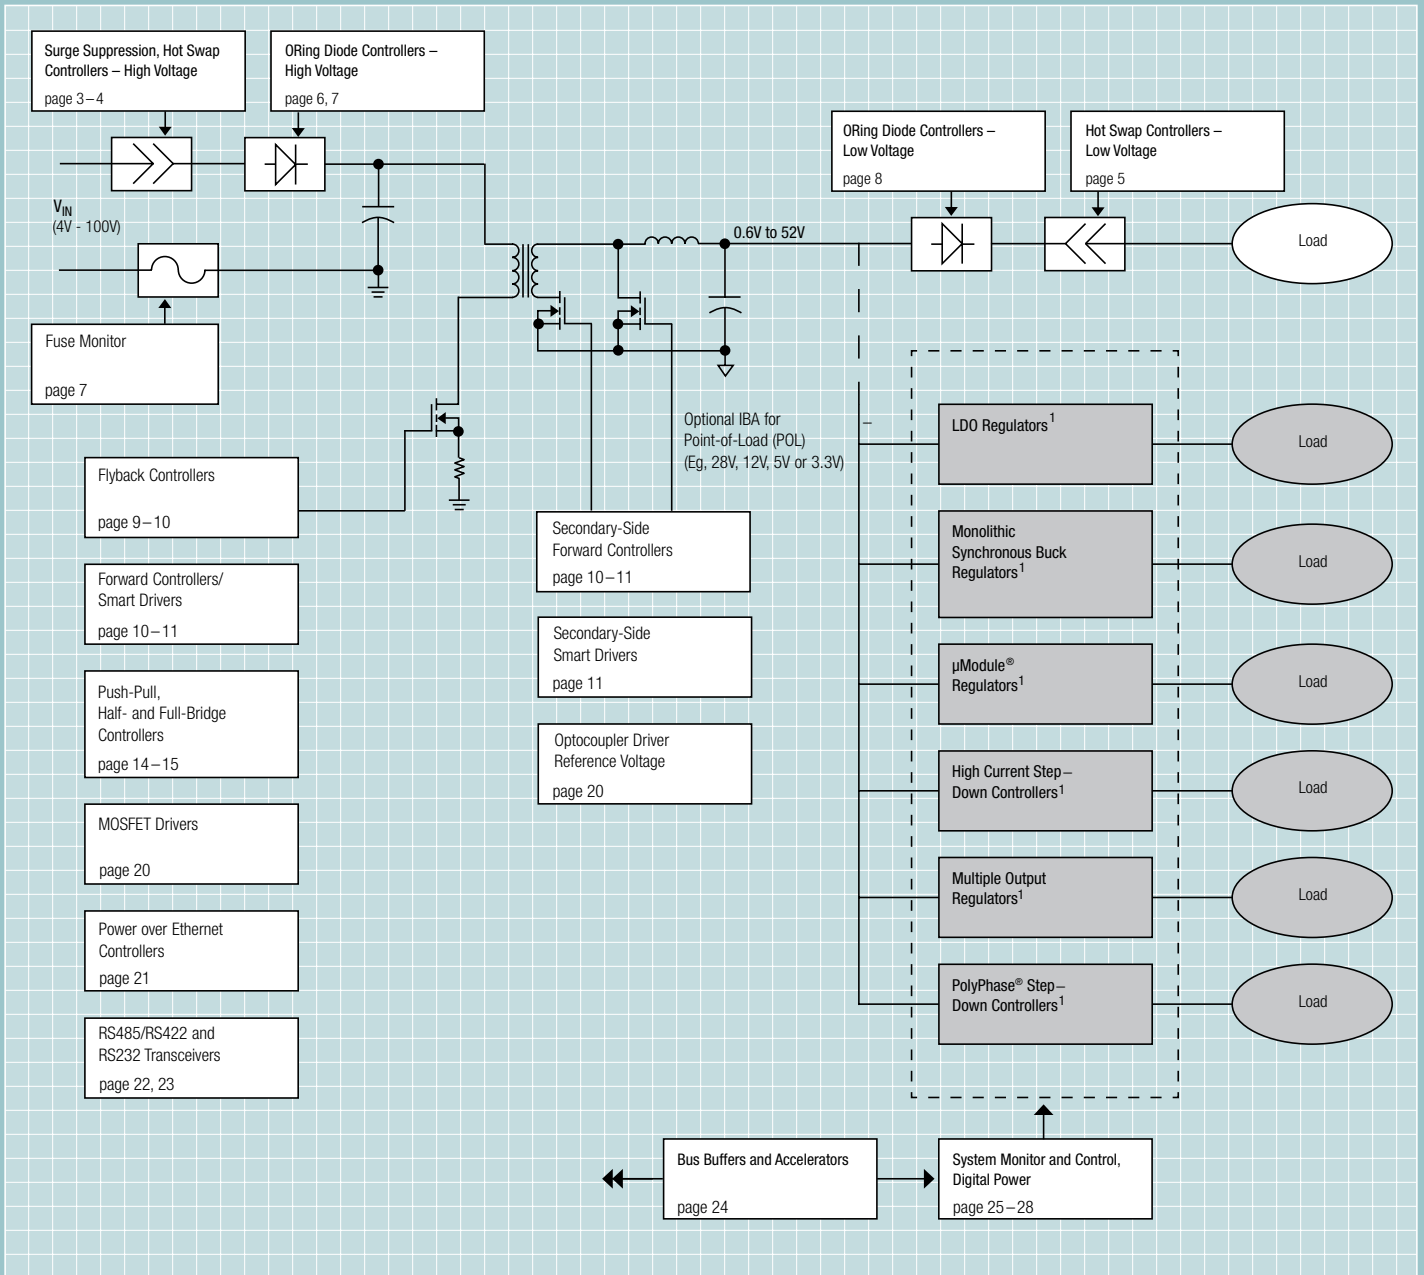 Surge Suppression, Hot Swap
Controllers – High Voltage
page 3–4
ORing Diode Controllers –
High Voltage
page 6, 7
ORing Diode Controllers –
Low Voltage
page 8
Hot Swap Controllers –
Low Voltage
page 5
VIN
(4V - 100V)
0.6V to 52V
Load
Fuse Monitor
page 7
Optional IBA for
Point-of-Load (POL)
(Eg, 28V, 12V, 5V or 3.3V)
LDO Regulators1
Load
Flyback Controllers
page 9–10
Secondary-Side
Forward Controllers
page 10–11
Monolithic
Synchronous Buck
Regulators1
Load
Forward Controllers/
Smart Drivers
page 10–11
Secondary-Side
Smart Drivers
page 11
µModule®
Regulators1
Load
Push-Pull,
Half- and Full-Bridge
Controllers
page 14–15
Optocoupler Driver
Reference Voltage
page 20
High Current Step–
Down Controllers1
Load
MOSFET Drivers
page 20
Multiple Output
Regulators1
Load
Power over Ethernet
Controllers
page 21
PolyPhase® Step–
Down Controllers1
Load
RS485/RS422 and
RS232 Transceivers
page 22, 23
Bus Buffers and Accelerators
page 24
System Monitor and Control,
Digital Power
page 25–28